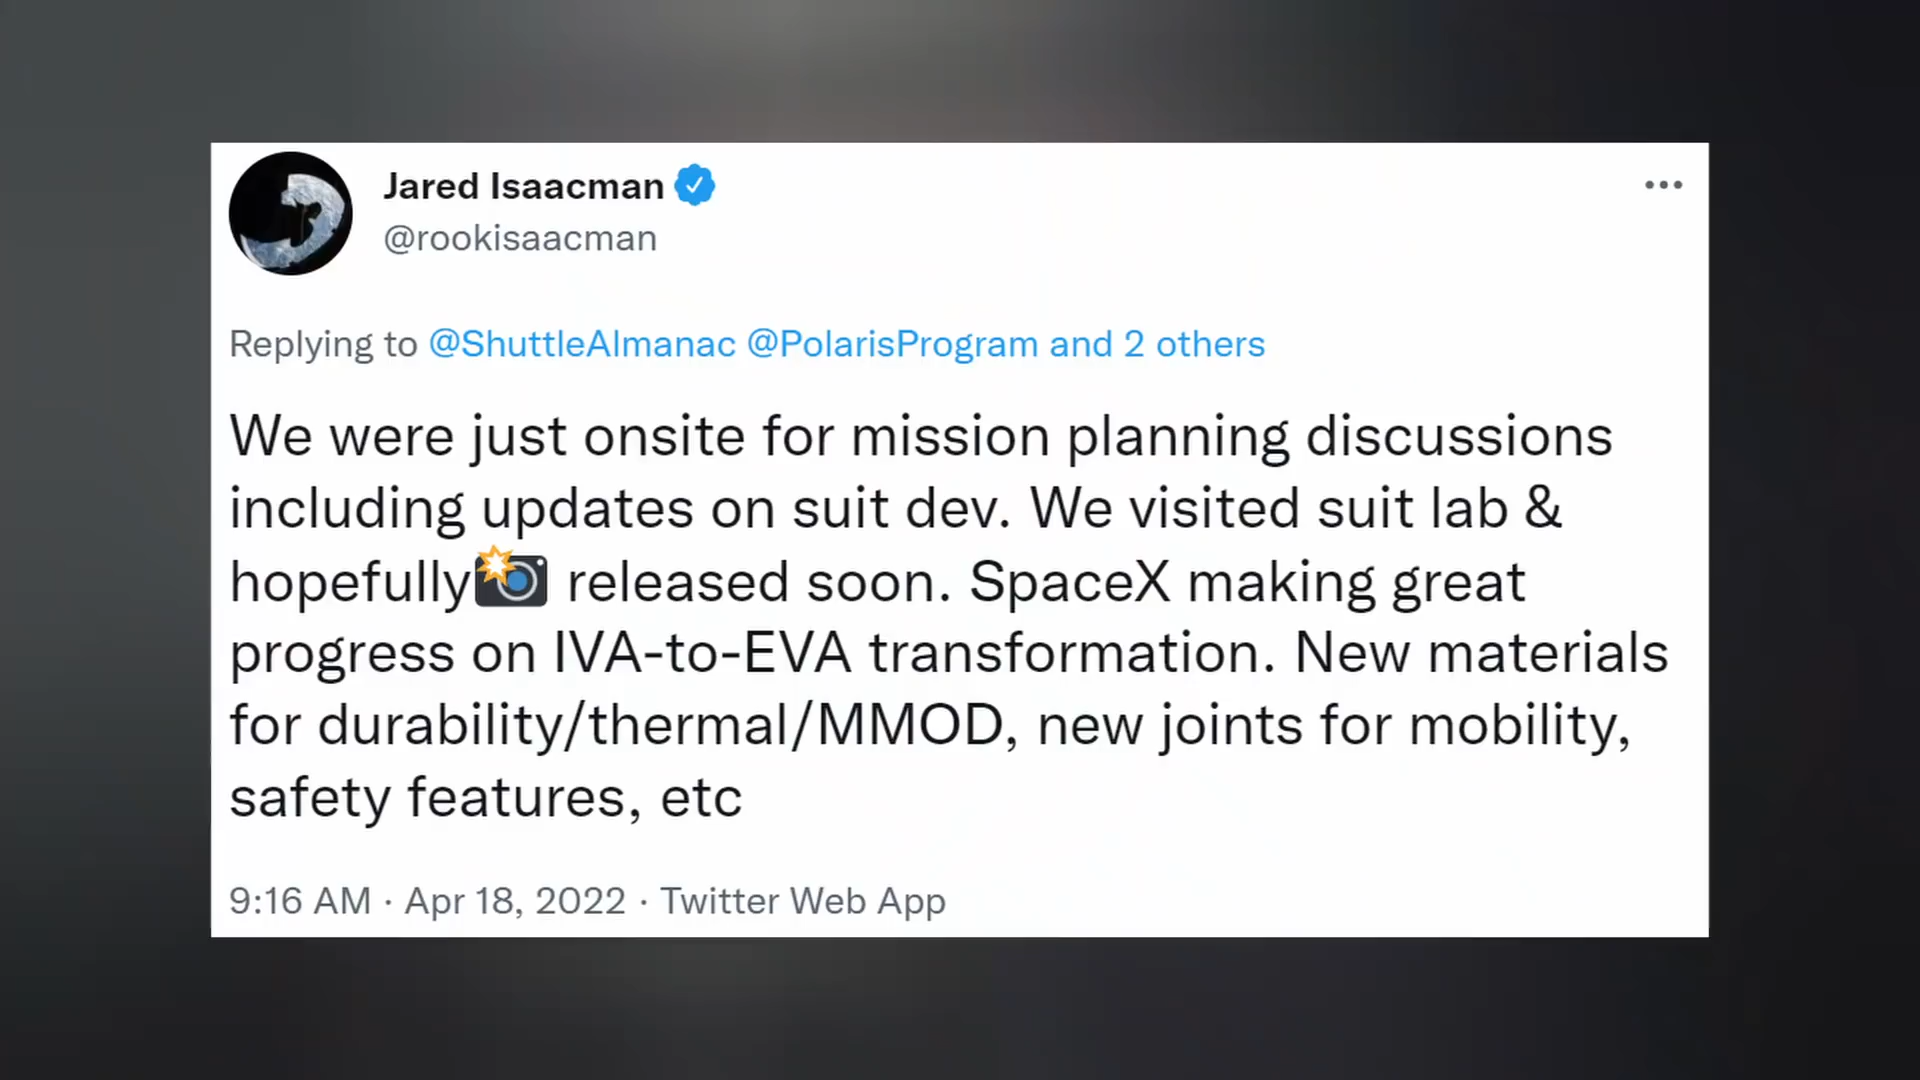 Jared Isaacman
@rookisaacman
Replying to @ShuttleAlmanac @PolarisProgram and 2 others
We were just onsite for mission planning discussions
including updates on suit dev. We visited suit lab &
hopefully📸 released soon. SpaceX making great
progress on IVA-to-EVA transformation. New materials
for durability/thermal/MMOD, new joints for mobility,
safety features, etc
9:16 AM · Apr 18, 2022 · Twitter Web App